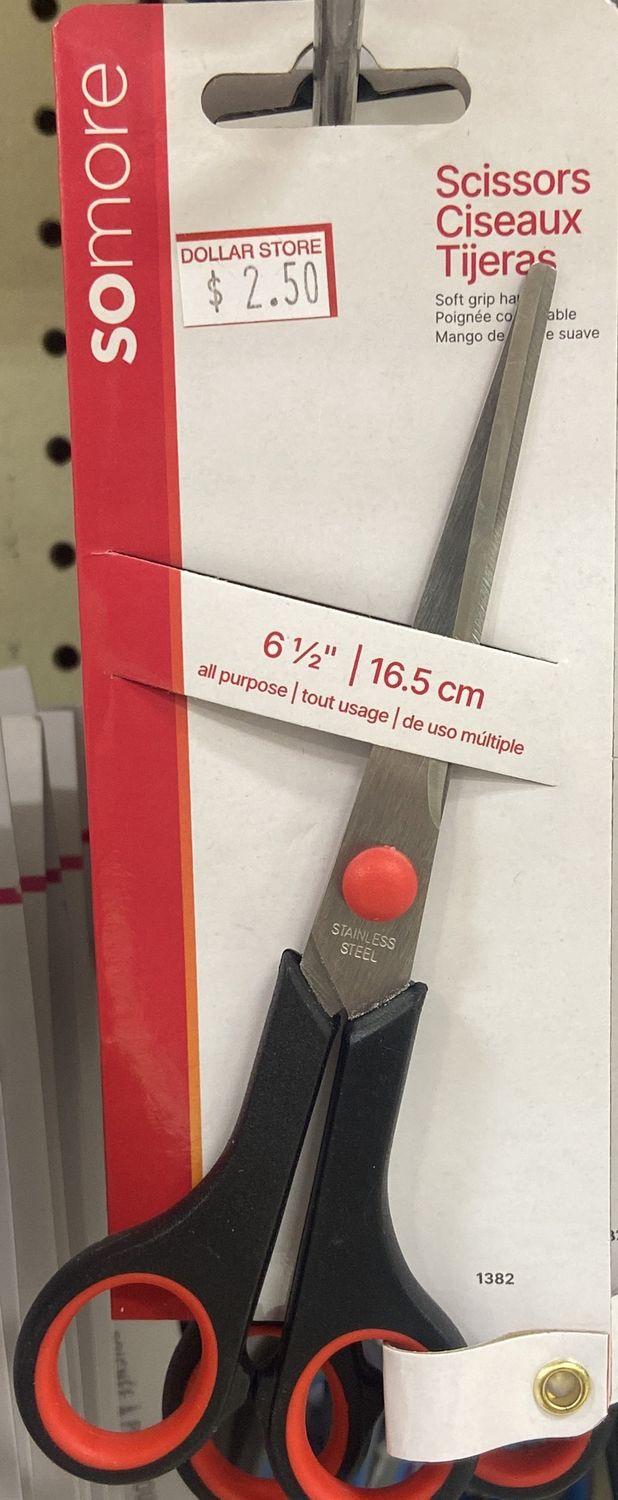 somore
DOLLAR STORE
$ 2.50
Scissors
Ciseaux
Tijeras
Soft grip
Poignée
Mango de suave
6 ½" | 16.5 cm
all purpose | tout usage | de uso múltiple
STAINLESS
STEEL
1382